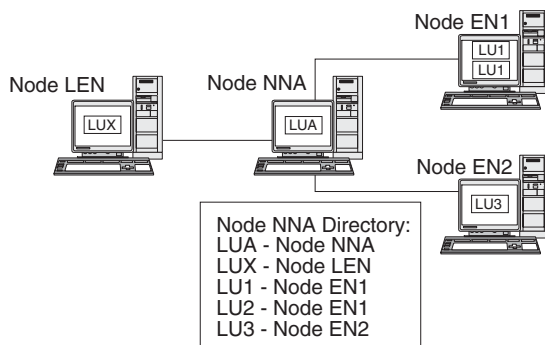 Node EN1
LU1
LU1
Node LEN
LUX
Node NNA
LUA
Node EN2
LU3
Node NNA Directory:
LUA - Node NNA
LUX - Node LEN
LU1 - Node EN1
LU2 - Node EN1
LU3 - Node EN2